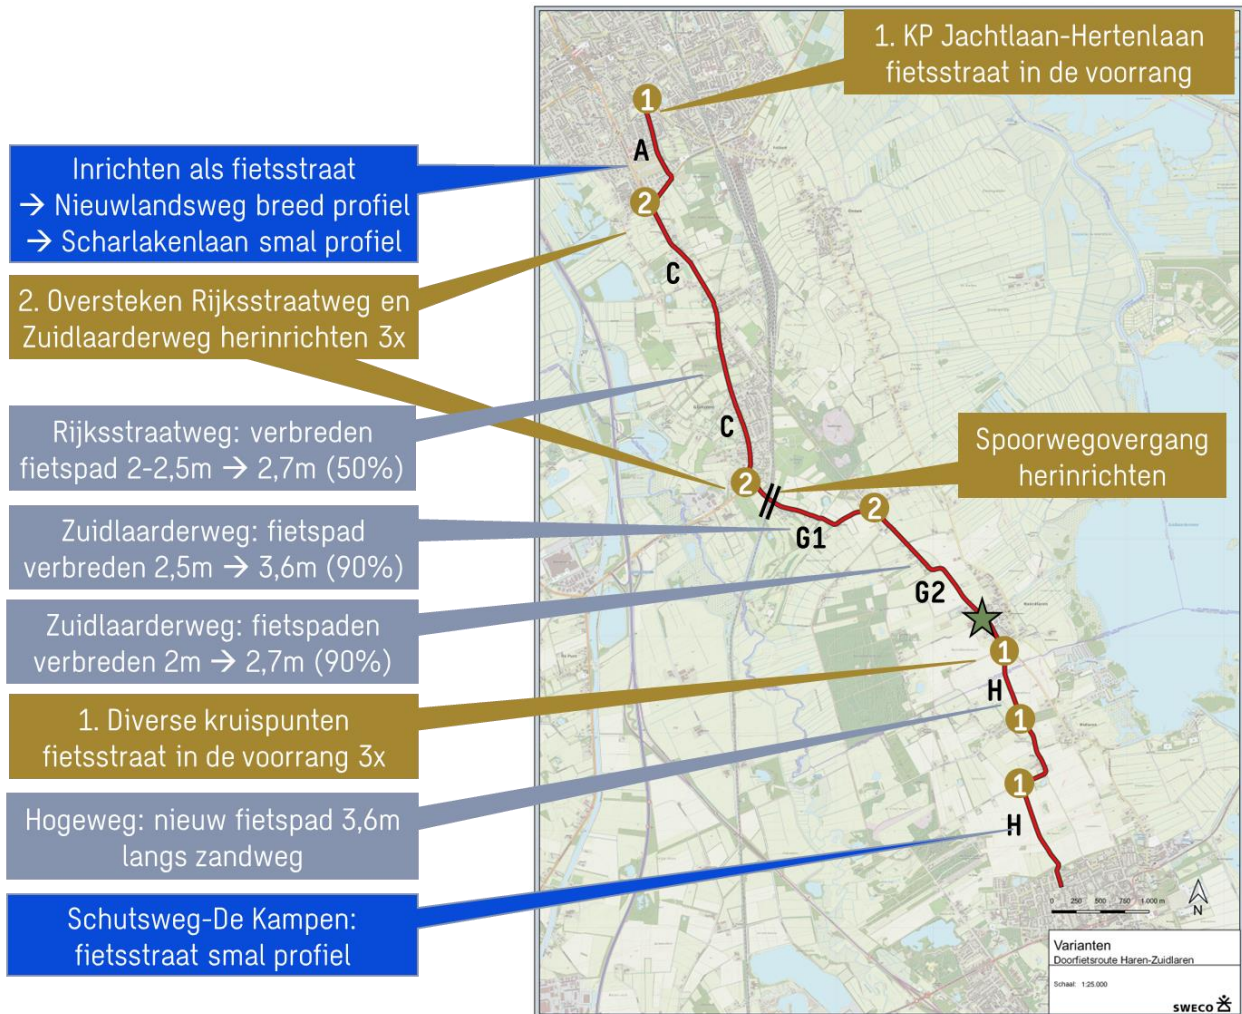 1. KP Jachtlaan-Hertenlaan
fietsstraat in de voorrang
Inrichten als fietsstraat
→ Nieuwlandsweg breed profiel
→ Scharlakenlaan smal profiel
2. Oversteken Rijksstraatweg en
Zuidlaarderweg herinrichten 3x
Rijksstraatweg: verbreden
fietspad 2-2,5m → 2,7m (50%)
Spoorwegovergang
herinrichten
Zuidlaarderweg: fietspad
verbreden 2,5m → 3,6m (90%)
Zuidlaarderweg: fietspaden
verbreden 2m → 2,7m (90%)
1. Diverse kruispunten
fietsstraat in de voorrang 3x
Hogeweg: nieuw fietspad 3,6m
langs zandweg
Schutsweg-De Kampen:
fietsstraat smal profiel
1
A
2
C
C
2
2
G1
G2
1
H
1
1
H
0 250 500 750 1.000 m
N
Varianten
Doorfietsroute Haren-Zuidlaren
Schaal: 1:25.000
SWECO